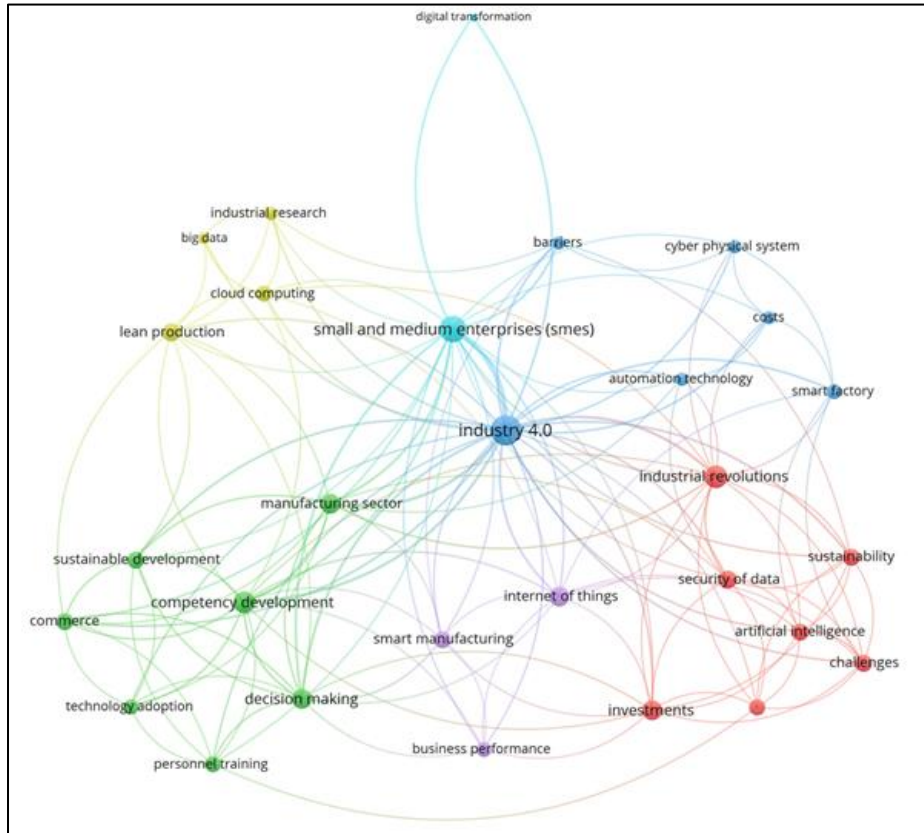 digital transformation
industrial research
big data
barriers
cyber physical system
cloud computing
costs
lean production
small and medium enterprises (smes)
automation technology
smart factory
industry 4.0
industrial revolutions
manufacturing sector
sustainable development
sustainability
security of data
competency development
internet of things
commerce
smart manufacturing
artificial intelligence
challenges
technology adoption
decision making
investments
business performance
personnel training